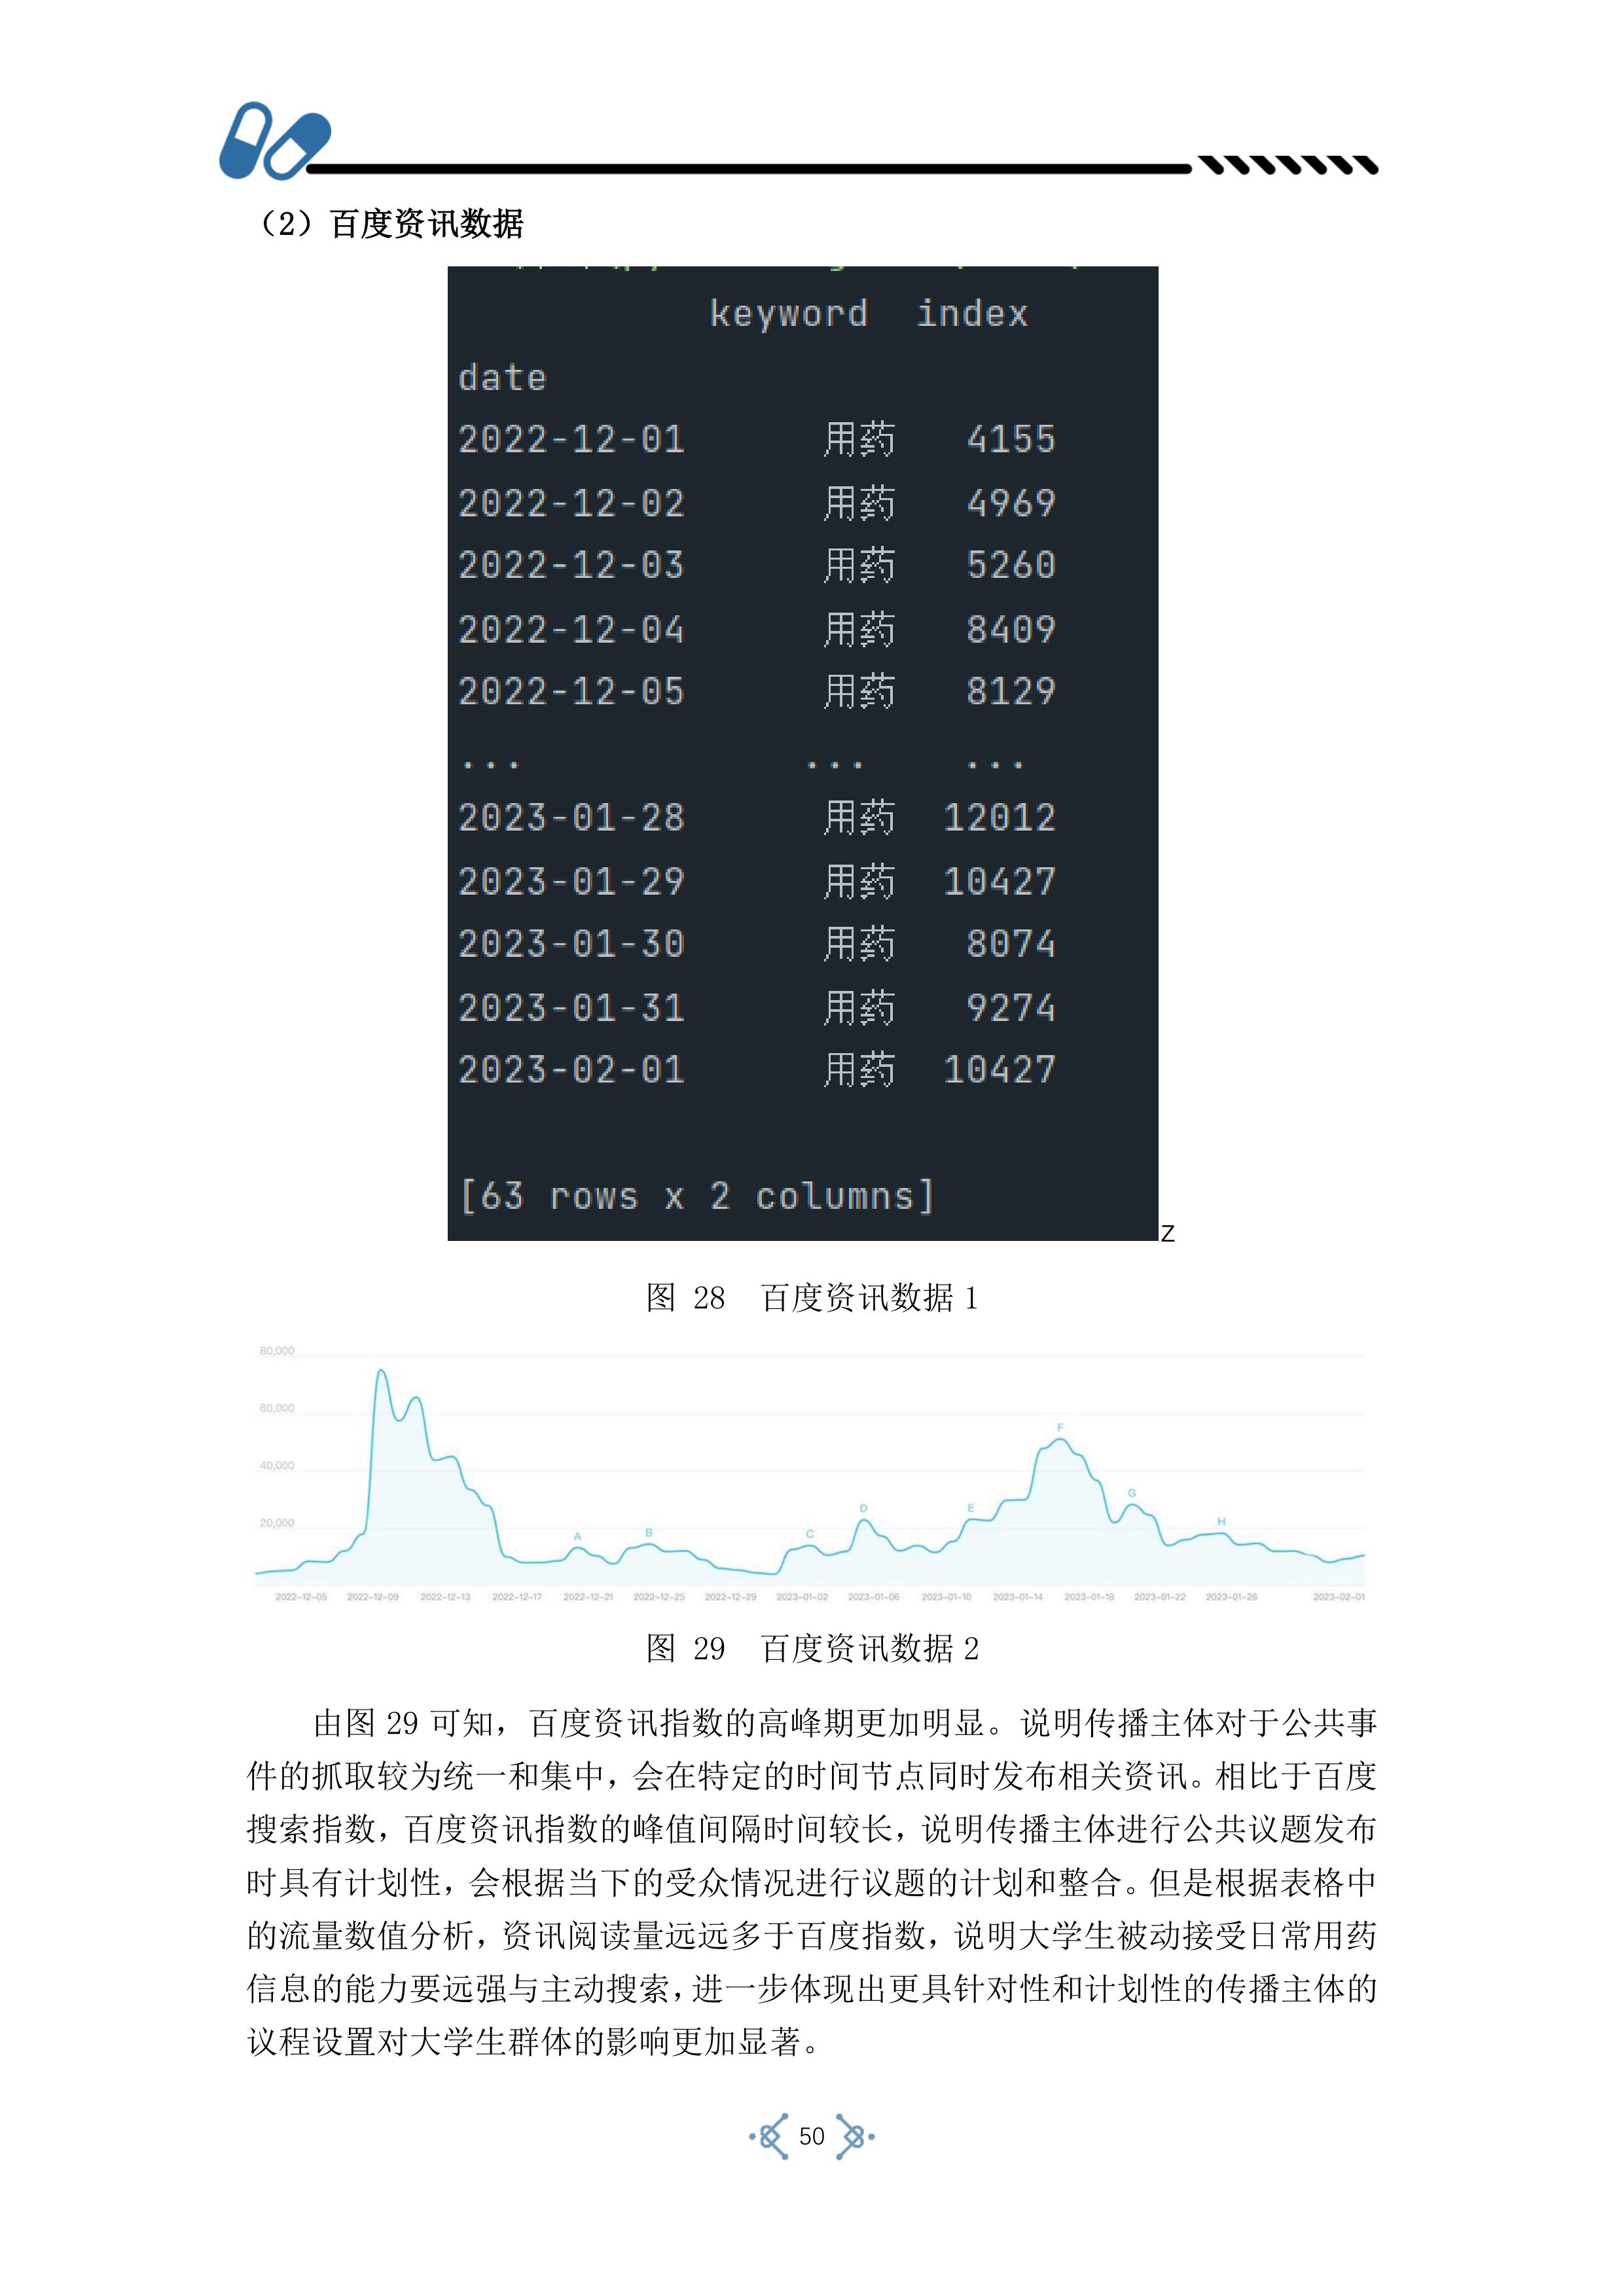 （2）百度资讯数据
keyword index
date
2022-12-01 用药 4155
2022-12-02 用药 4969
2022-12-03 用药 5260
2022-12-04 用药 8409
2022-12-05 用药 8129
... ... ...
2023-01-28 用药 12012
2023-01-29 用药 10427
2023-01-30 用药 8074
2023-01-31 用药 9274
2023-02-01 用药 10427
[63 rows x 2 columns]
Z
图 28 百度资讯数据 1
80,000
60,000
40,000
20,000
A B C D E F G H
2022-12-05 2022-12-09 2022-12-13 2022-12-17 2022-12-21 2022-12-25 2022-12-29 2023-01-02 2023-01-06 2023-01-10 2023-01-14 2023-01-18 2023-01-22 2023-01-26 2023-02-01
图 29 百度资讯数据 2
由图 29 可知，百度资讯指数的高峰期更加明显。说明传播主体对于公共事
件的抓取较为统一和集中，会在特定的时间节点同时发布相关资讯。相比于百度
搜索指数，百度资讯指数的峰值间隔时间较长，说明传播主体进行公共议题发布
时具有计划性，会根据当下的受众情况进行议题的计划和整合。但是根据表格中
的流量数值分析，资讯阅读量远远多于百度指数，说明大学生被动接受日常用药
信息的能力要远强与主动搜索，进一步体现出更具针对性和计划性的传播主体的
议程设置对大学生群体的影响更加显著。
50